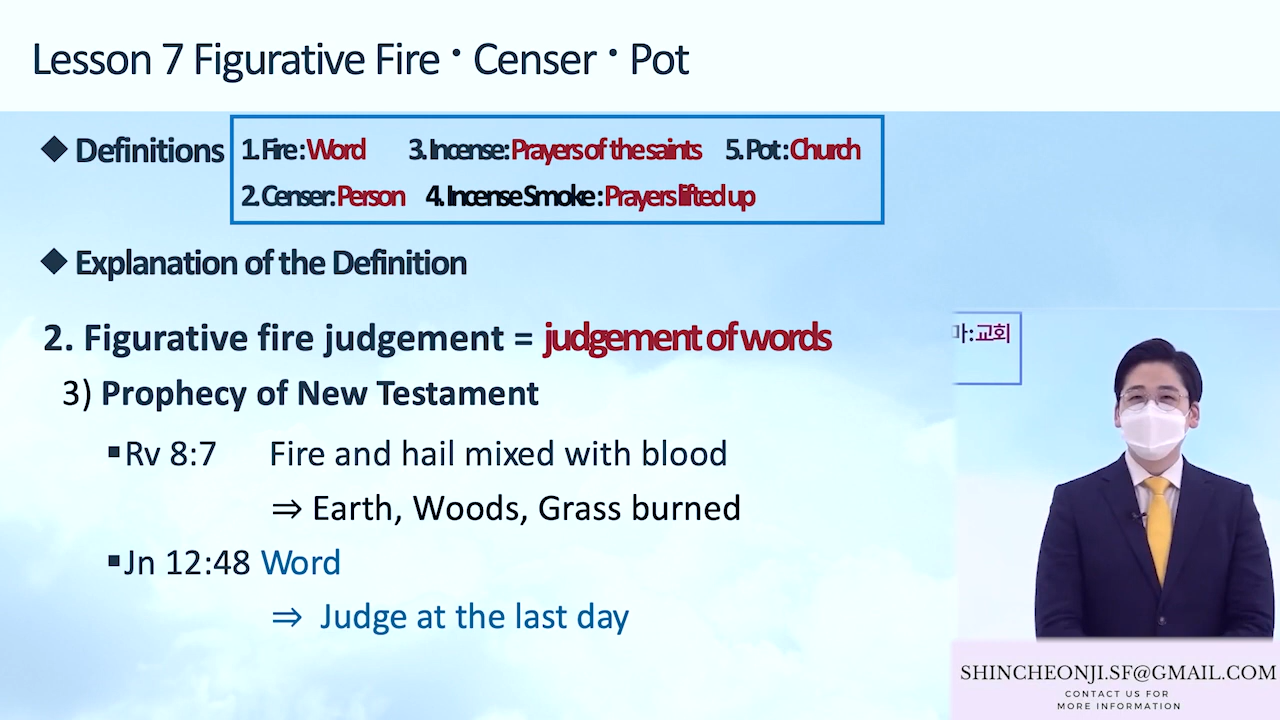 Lesson 7 Figurative Fire · Censer · Pot
◆ Definitions
1. Fire : Word 3. Incense: Prayers of the saints 5. Pot : Church
2. Censer: Person 4. Incense Smoke : Prayers lifted up
◆ Explanation of the Definition
2. Figurative fire judgement = judgement of words
3) Prophecy of New Testament
▪Rv 8:7 Fire and hail mixed with blood
⇒ Earth, Woods, Grass burned
▪Jn 12:48 Word
⇒ Judge at the last day
마:교회
SHINCHEONJI.SF@GMAIL.COM
CONTACT US FOR
MORE INFORMATION